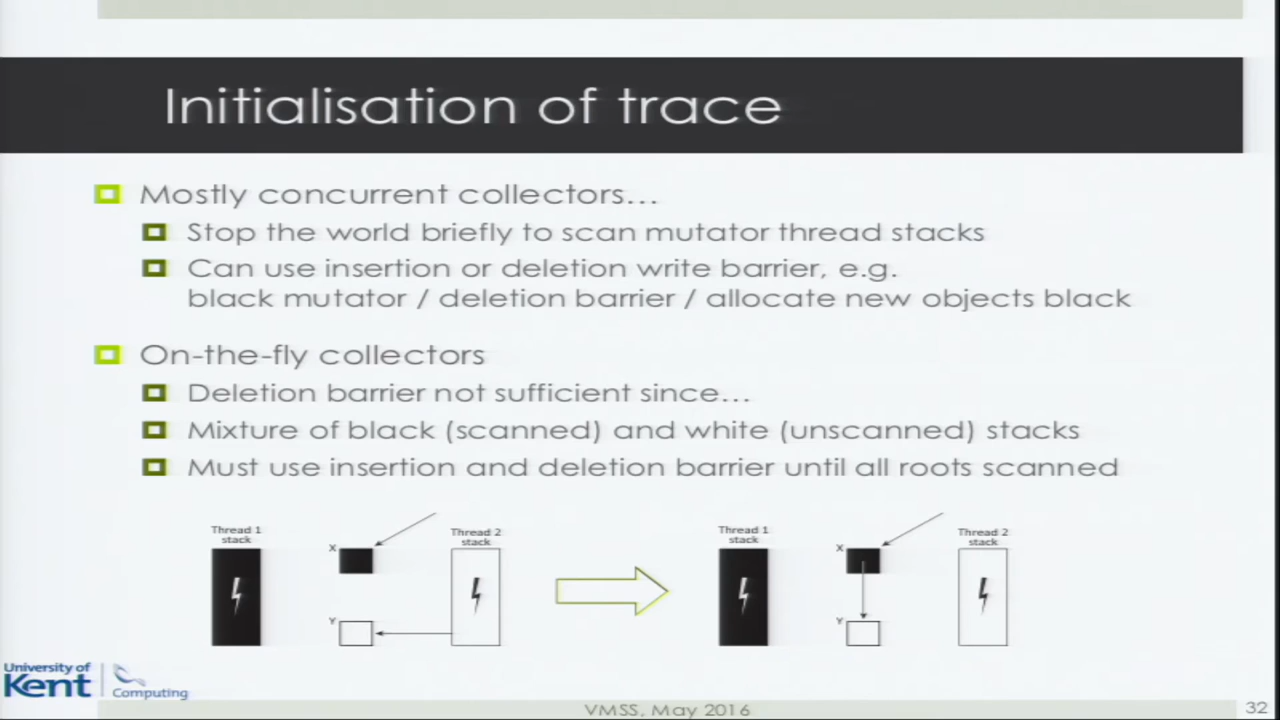 Initialisation of trace
Mostly concurrent collectors…
Stop the world briefly to scan mutator thread stacks
Can use insertion or deletion write barrier, e.g.
black mutator / deletion barrier / allocate new objects black
On-the-fly collectors
Deletion barrier not sufficient since…
Mixture of black (scanned) and white (unscanned) stacks
Must use insertion and deletion barrier until all roots scanned
Thread 1
stack
X
Y
Thread 2
stack
Thread 1
stack
X
Y
Thread 2
stack
University of
Kent
Computing
VMSS, May 2016
32